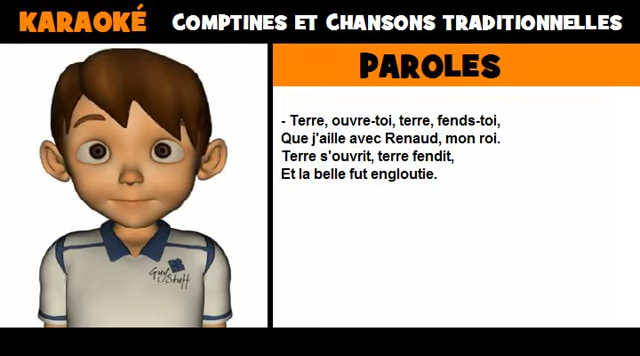 KARAOKÉ COMPTINES ET CHANSONS TRADITIONNELLES
PAROLES
- Terre, ouvre-toi, terre, fends-toi,
Que j'aille avec Renaud, mon roi.
Terre s'ouvrit, terre fendit,
Et la belle fut engloutie.
Guy
Stuff